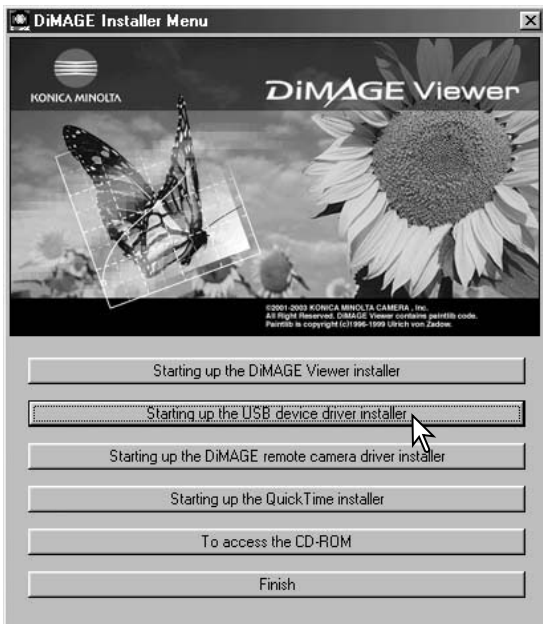 DiMAGE Installer Menu
KONICA MINOLTA
DiMAGE Viewer
©2001-2003 KONICA MINOLTA CAMERA , Inc.
All Right Reserved. DiMAGE Viewer contains paintlib code.
Paintlib is copyright (c)1996-1999 Ulrich von Zadow.
Starting up the DiMAGE Viewer installer
Starting up the USB device driver installer
Starting up the DiMAGE remote camera driver installer
Starting up the QuickTime installer
To access the CD-ROM
Finish